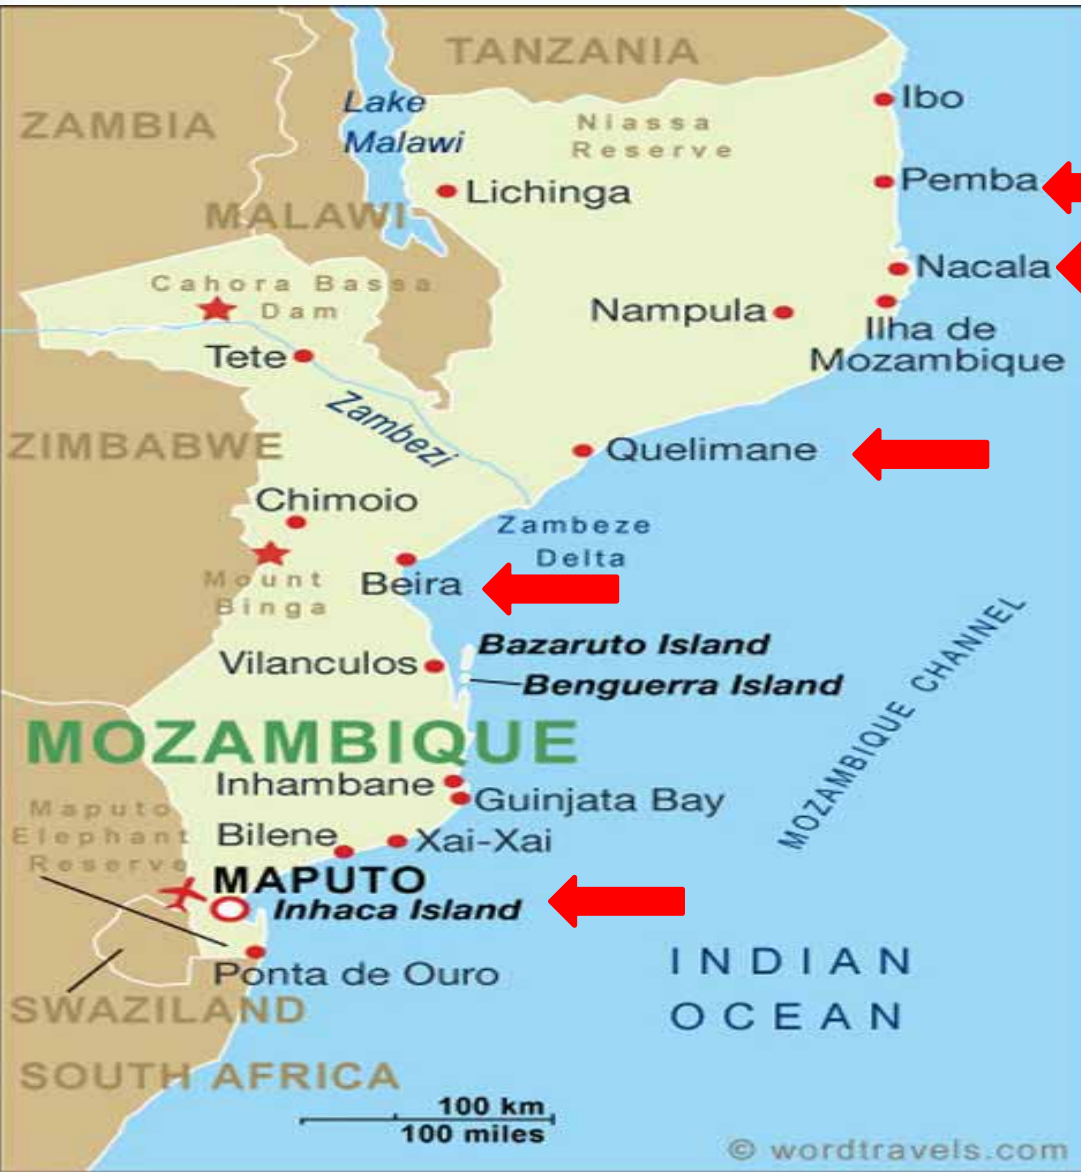 TANZANIA
Ibo
Lake
Malawi
Niassa
Reserve
ZAMBIA
Pemba
Lichinga
MALAWI
Nacala
Cahora Bassa
Dam
Nampula
Ilha de
Mozambique
Tete
Zambezi
ZIMBABWE
Quelimane
Chimoio
Zambeze
Delta
Mount
Binga
Beira
Bazaruto Island
Vilanculos
Benguerra Island
MOZAMBIQUE CHANNEL
MOZAMBIQUE
Inhambane
Guinjata Bay
Maputo
Elephant
Reserve
Bilene
Xai-Xai
MAPUTO
Inhaca Island
INDIAN
OCEAN
Ponta de Ouro
SWAZILAND
SOUTH AFRICA
100 km
100 miles
© wordtravels.com